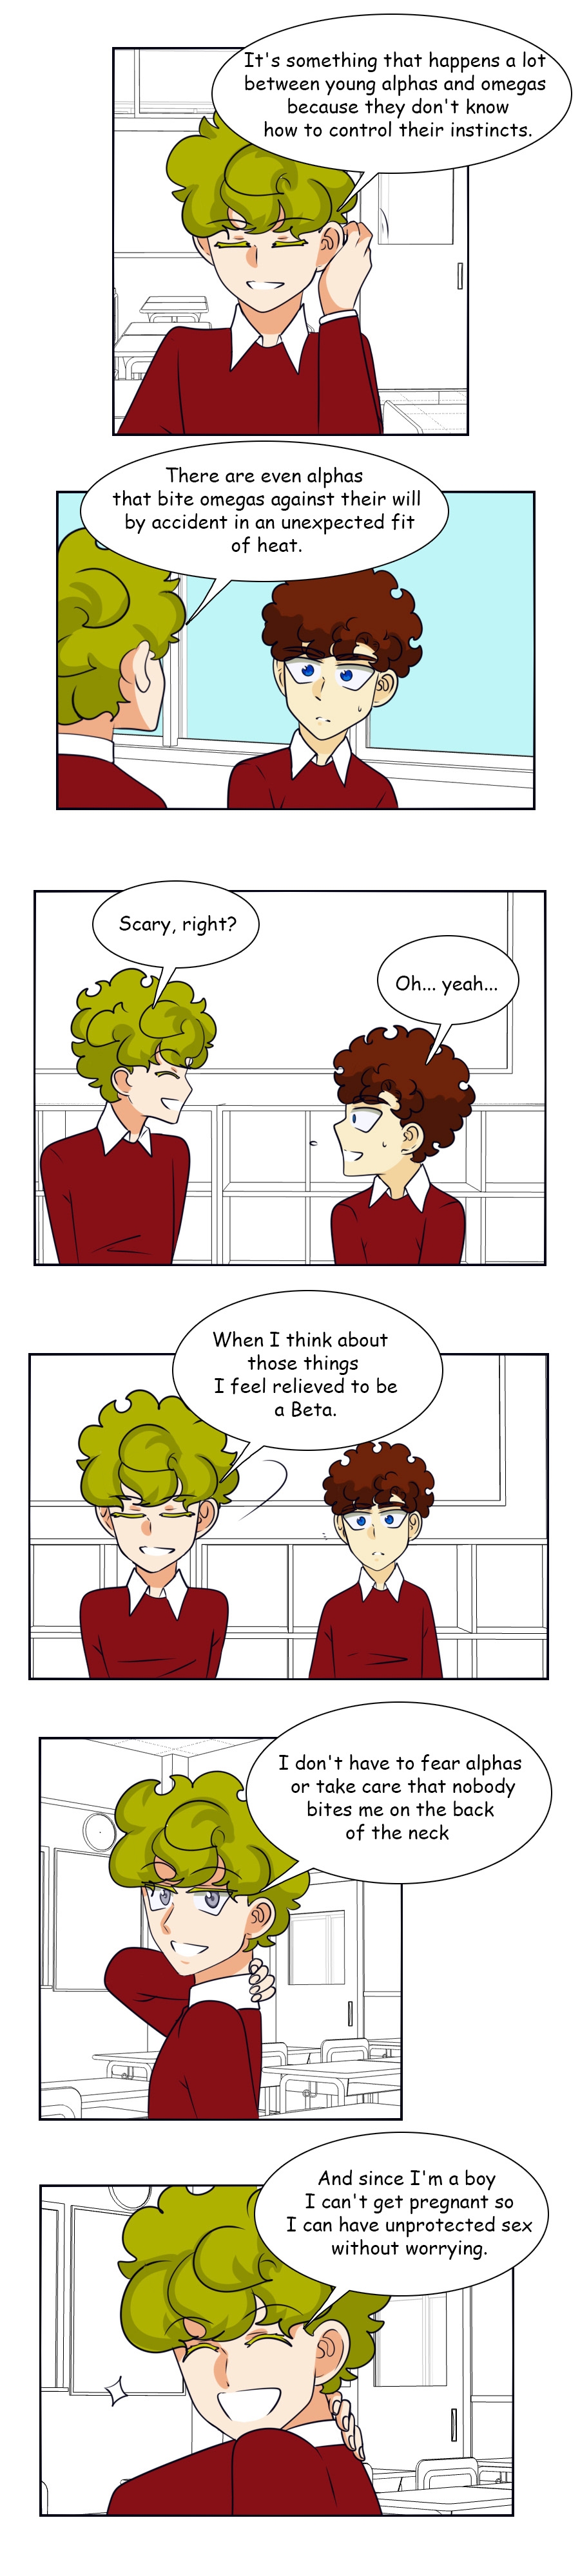 It's something that happens a lot
between young alphas and omegas
because they don't know
how to control their instincts.
There are even alphas
that bite omegas against their will
by accident in an unexpected fit
of heat.
Scary, right?
Oh... yeah...
When I think about
those things
I feel relieved to be
a Beta.
I don't have to fear alphas
or take care that nobody
bites me on the back
of the neck
And since I'm a boy
I can't get pregnant so
I can have unprotected sex
without worrying.